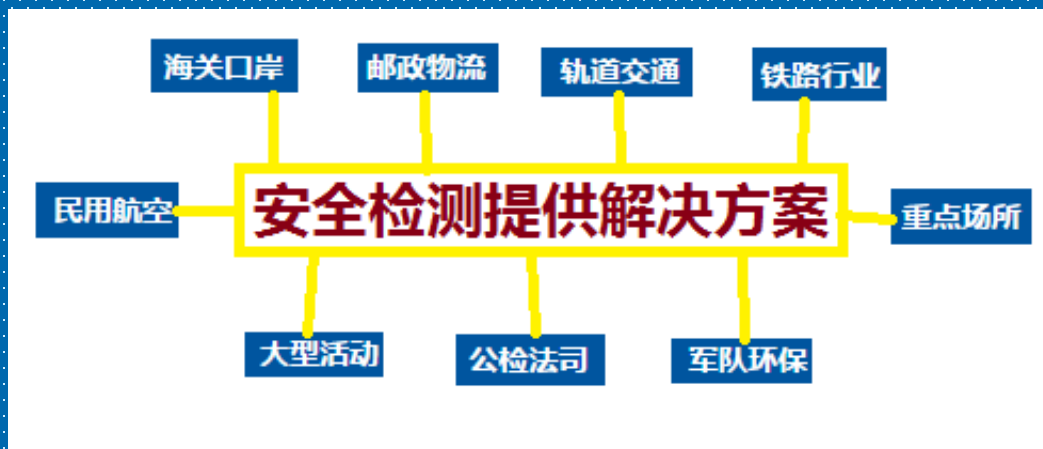 海关口岸
邮政物流
轨道交通
铁路行业
民用航空
安全检测提供解决方案
重点场所
大型活动
公检法司
军队环保